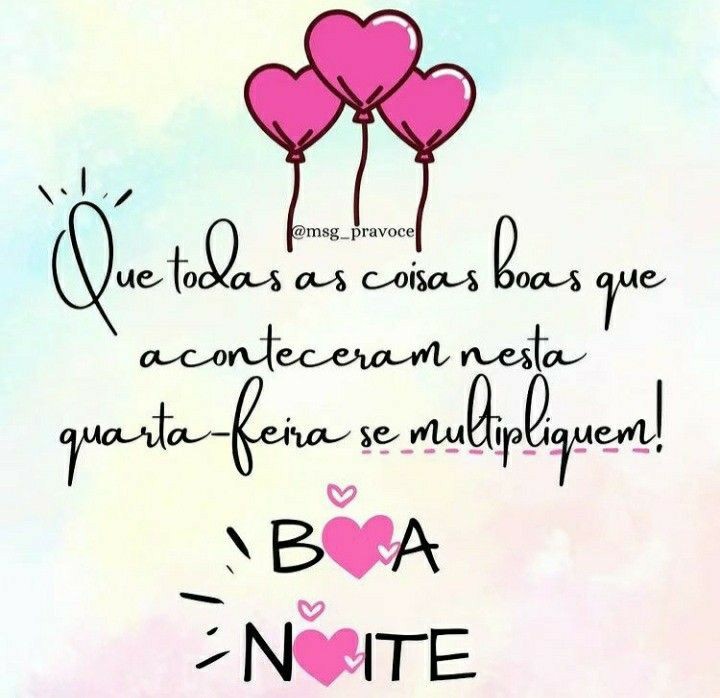 @msg_pravoce
Que todas as coisas boas que
aconteceram nesta
quarta-feira se multipliquem!
BOA
NOITE